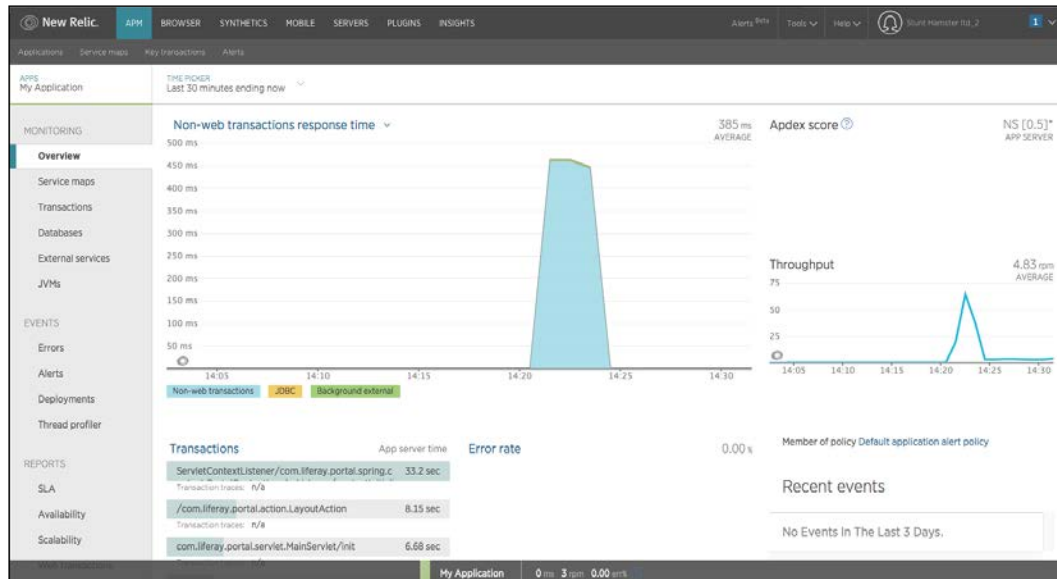 New Relic. APM BROWSER SYNTHETICS MOBILE SERVERS PLUGINS INSIGHTS Alerts Beta Tools Help Stunt Hamster ltd_2 1
Applications Service maps Key transactions Alerts
APPS
My Application
TIME PICKER
Last 30 minutes ending now
MONITORING
Overview
Service maps
Transactions
Databases
External services
JVMs
EVENTS
Errors
Alerts
Deployments
Thread profiler
REPORTS
SLA
Availability
Scalability
Web transactions
Non-web transactions response time
385 ms
AVERAGE
500 ms
450 ms
400 ms
350 ms
300 ms
250 ms
200 ms
150 ms
100 ms
50 ms
14:05 14:10 14:15 14:20 14:25 14:30
Non-web transactions JDBC Background external
Apdex score ?
NS [0.5]*
APP SERVER
Throughput
4.83 rpm
AVERAGE
75
50
25
14:05 14:10 14:15 14:20 14:25 14:30
Transactions App server time
ServletContextListener/com.liferay.portal.spring.c 33.2 sec
Transaction traces: n/a
/com.liferay.portal.action.LayoutAction 8.15 sec
Transaction traces: n/a
com.liferay.portal.servlet.MainServlet/init 6.68 sec
Transaction traces: n/a
Error rate 0.00 %
Member of policy Default application alert policy
Recent events
No Events In The Last 3 Days.
My Application 0 ms 3 rpm 0.00 err%